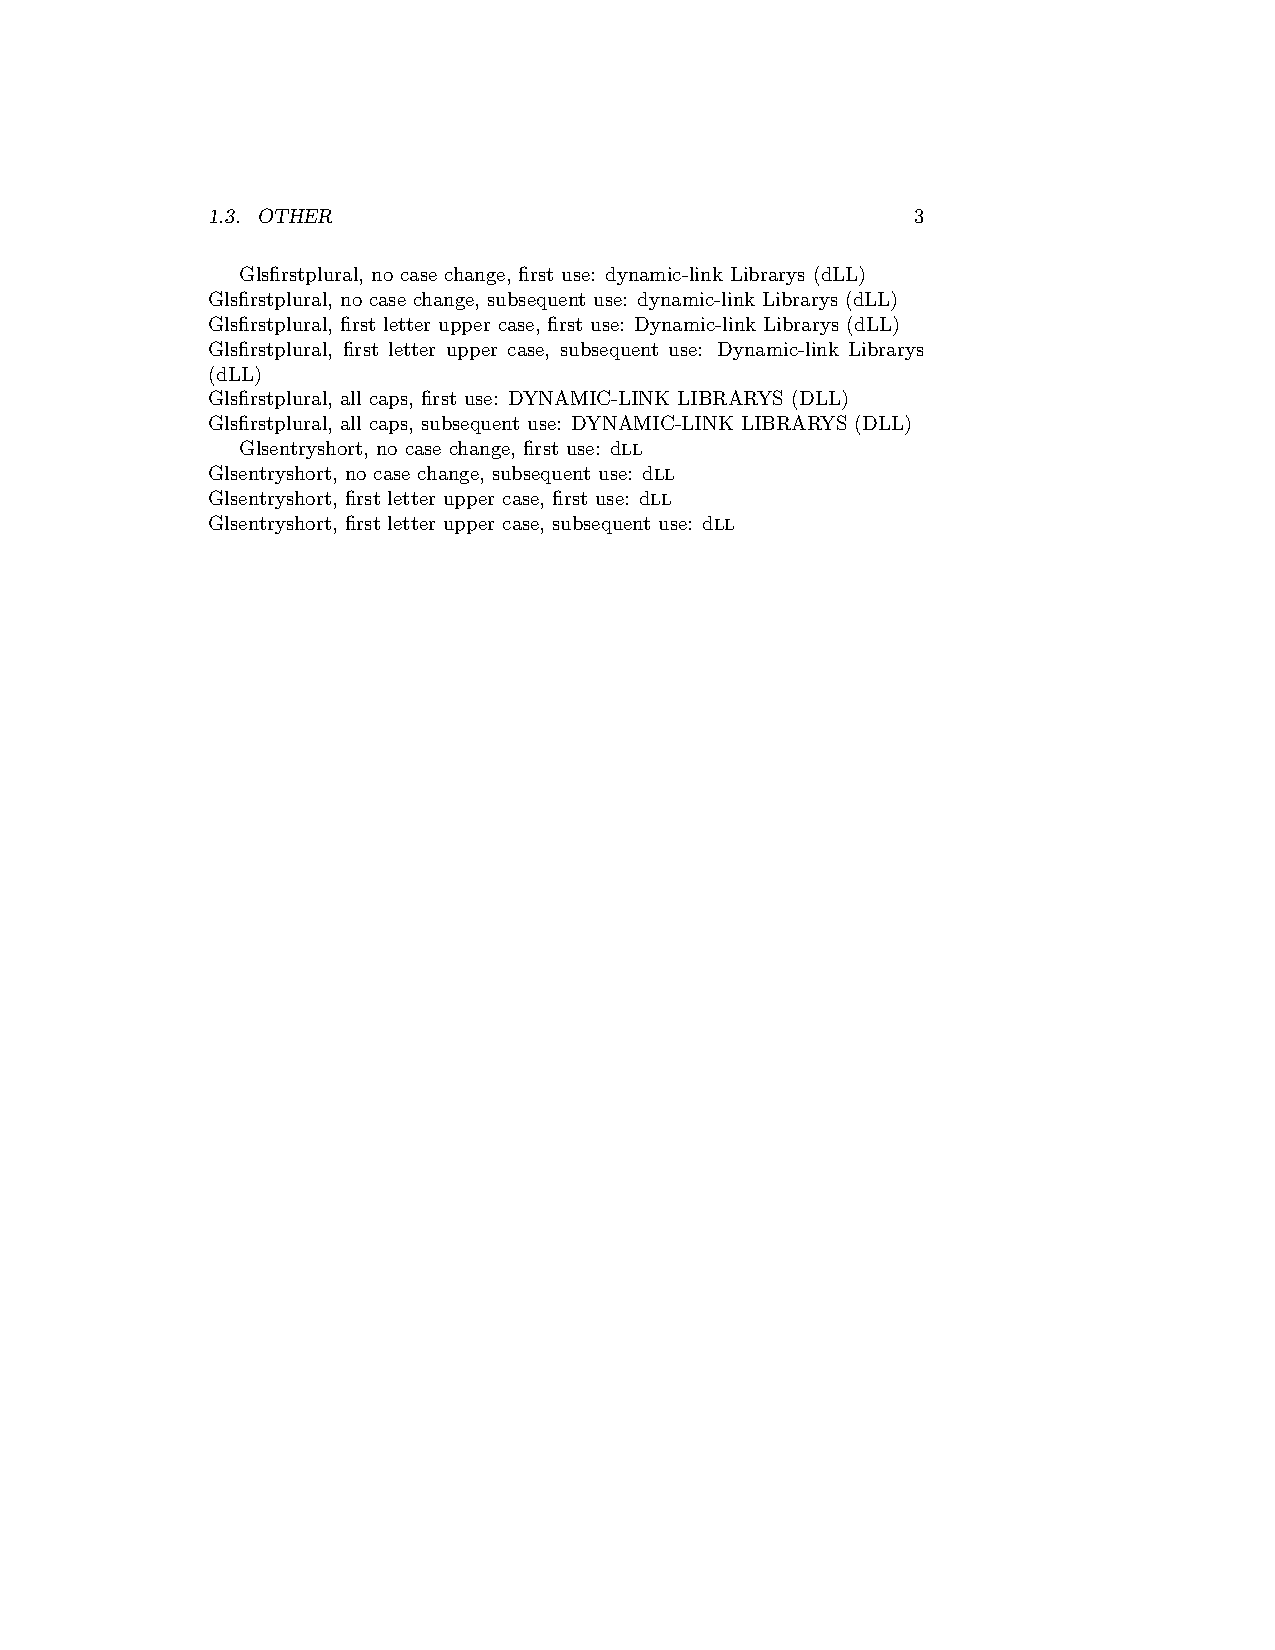 1.3. OTHER 3
Glsfirstplural, no case change, first use: dynamic-link Librarys (dLL)
Glsfirstplural, no case change, subsequent use: dynamic-link Librarys (dLL)
Glsfirstplural, first letter upper case, first use: Dynamic-link Librarys (dLL)
Glsfirstplural, first letter upper case, subsequent use: Dynamic-link Librarys
(dLL)
Glsfirstplural, all caps, first use: DYNAMIC-LINK LIBRARYS (DLL)
Glsfirstplural, all caps, subsequent use: DYNAMIC-LINK LIBRARYS (DLL)
Glsentryshort, no case change, first use: dLL
Glsentryshort, no case change, subsequent use: dLL
Glsentryshort, first letter upper case, first use: dLL
Glsentryshort, first letter upper case, subsequent use: dLL